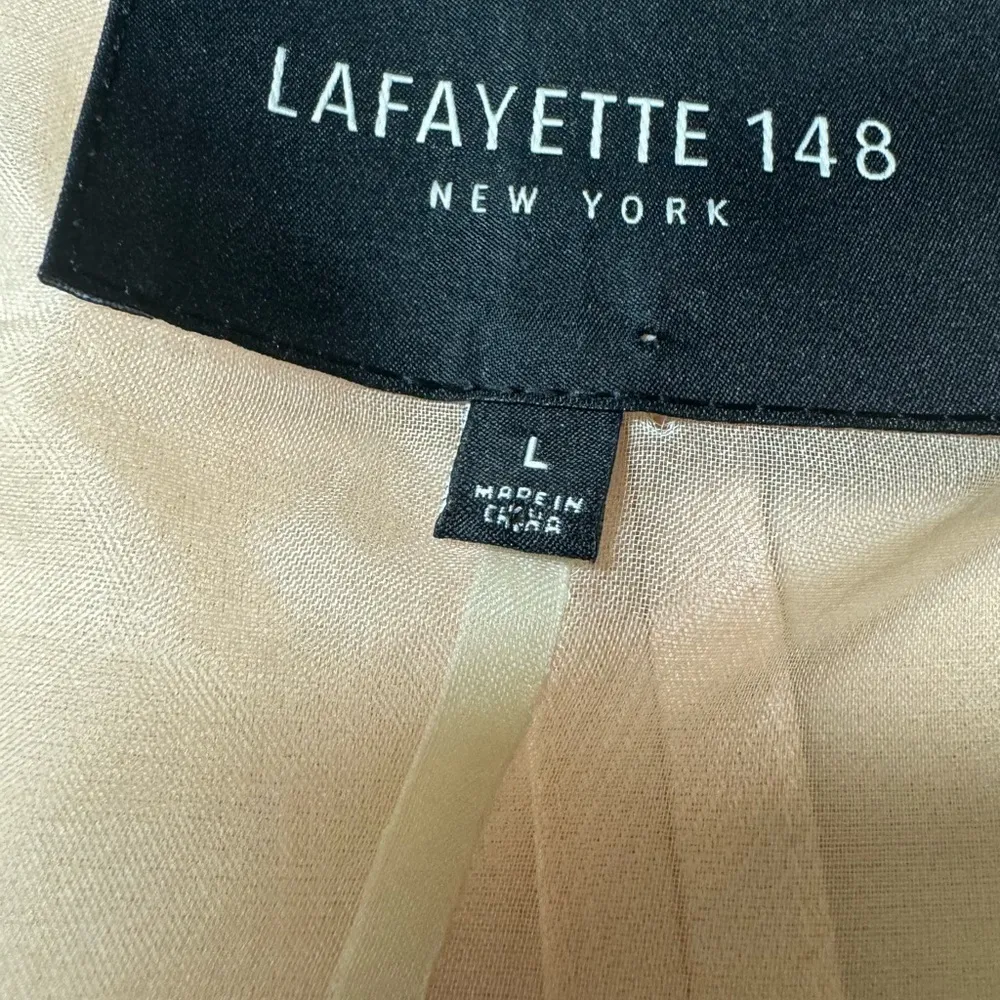 LAFAYETTE 148
NEW YORK
L
MADE IN
CHINA